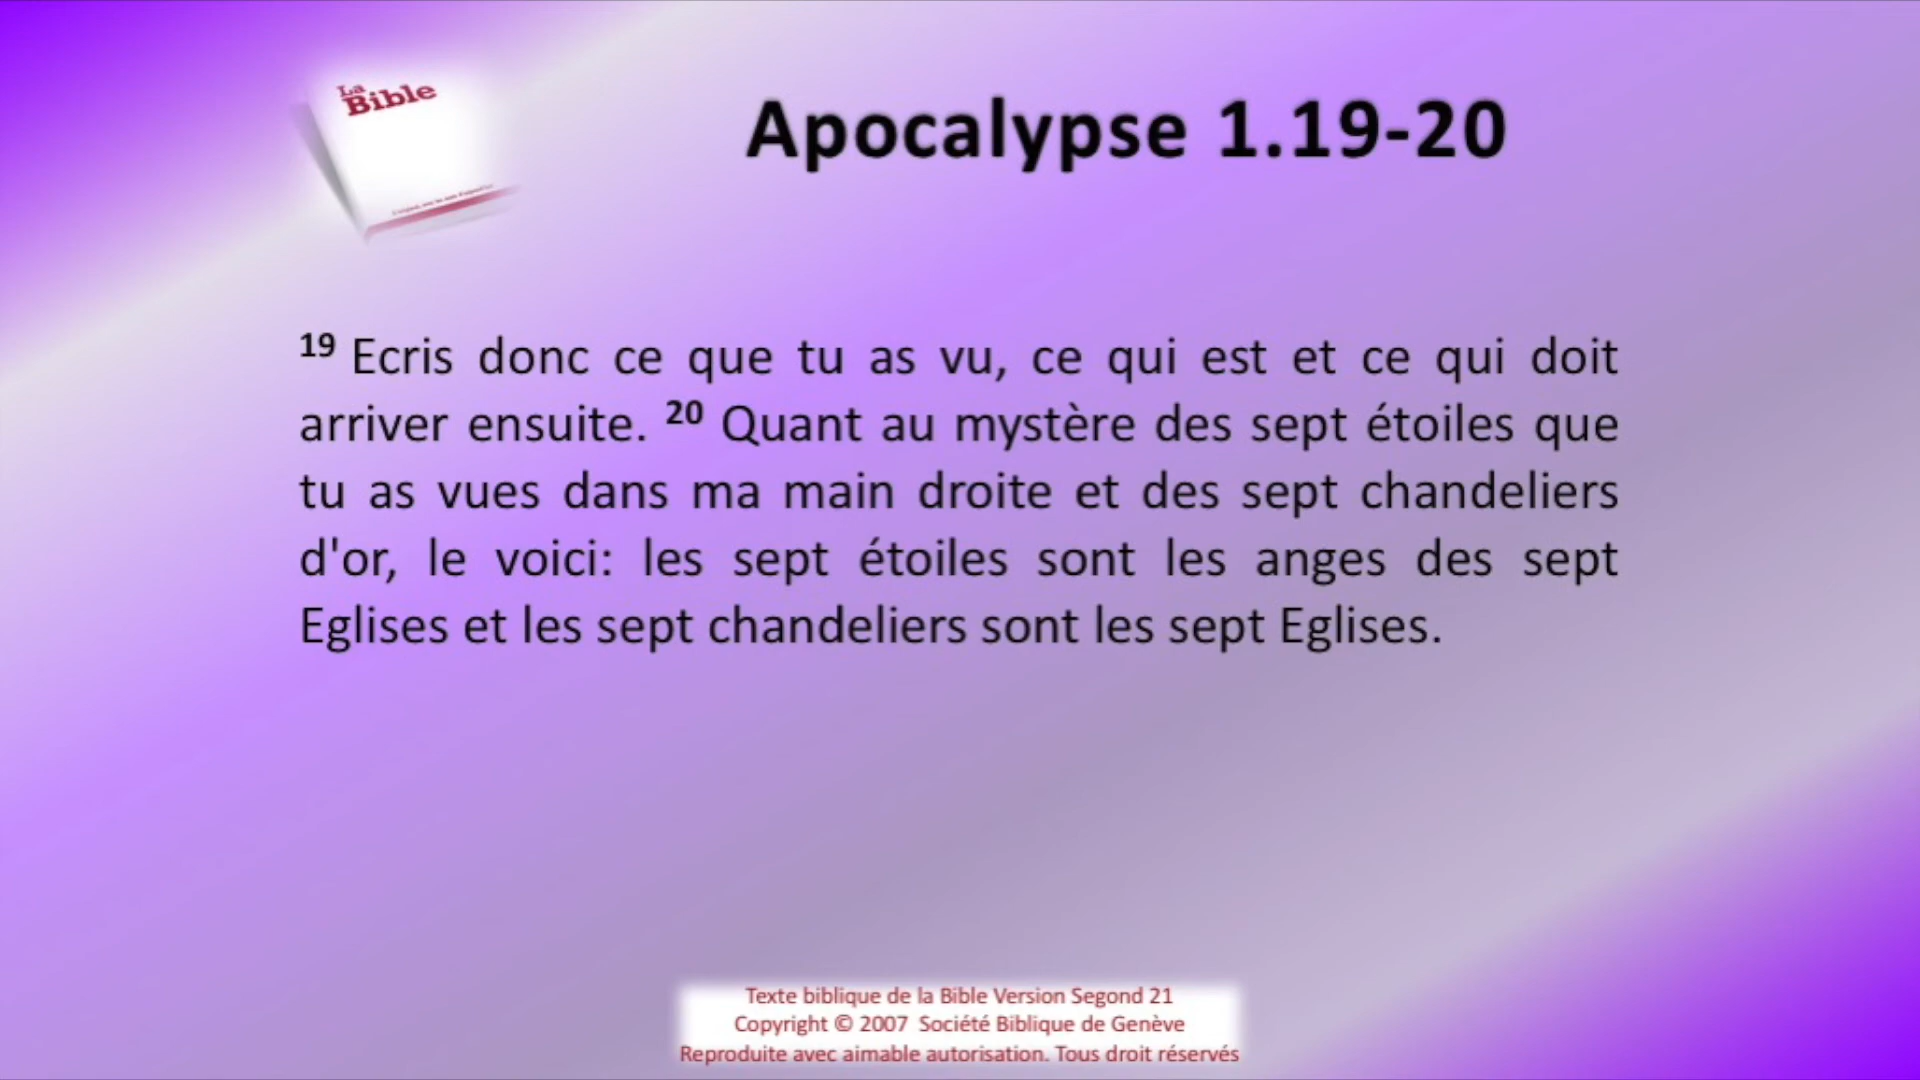 La
Bible
Apocalypse 1.19-20
19 Ecris donc ce que tu as vu, ce qui est et ce qui doit
arriver ensuite. 20 Quant au mystère des sept étoiles que
tu as vues dans ma main droite et des sept chandeliers
d'or, le voici: les sept étoiles sont les anges des sept
Eglises et les sept chandeliers sont les sept Eglises.
Texte biblique de la Bible Version Segond 21
Copyright © 2007 Société Biblique de Genève
Reproduite avec aimable autorisation. Tous droit réservés